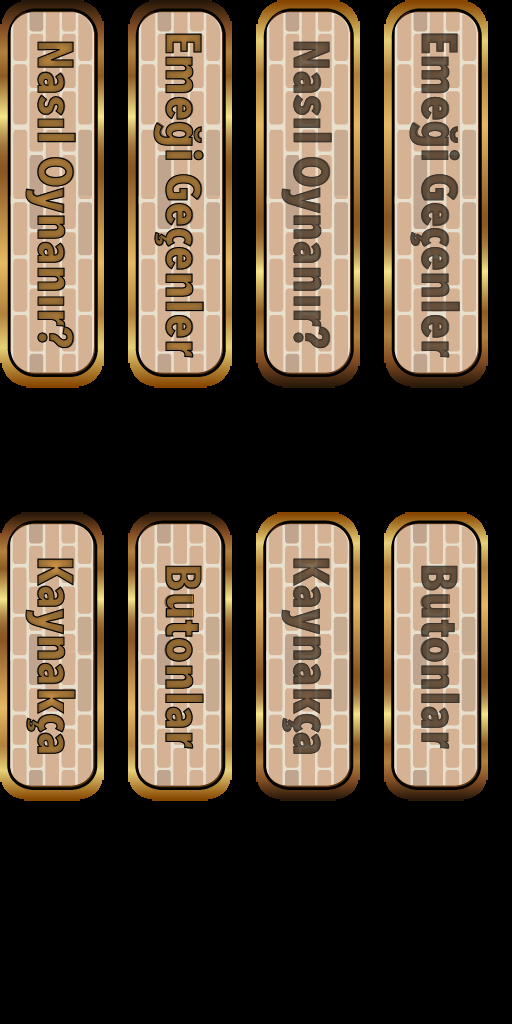 Nasıl Oynanır?
Emeği Geçenler
Nasıl Oynanır?
Emeği Geçenler
Kaynakça
Butonlar
Kaynakça
Butonlar